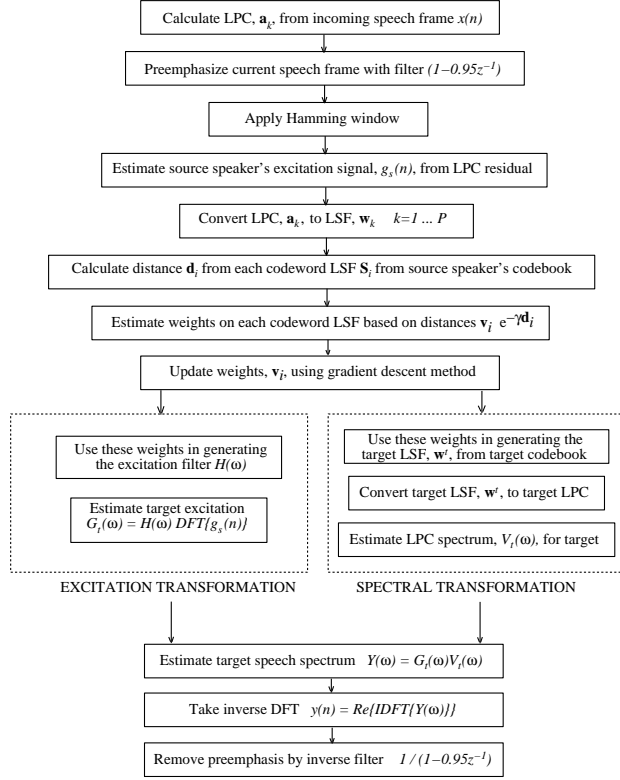 Calculate LPC, a_k, from incoming speech frame x(n)
Preemphasize current speech frame with filter (1−0.95z⁻¹)
Apply Hamming window
Estimate source speaker's excitation signal, g_s(n), from LPC residual
Convert LPC, a_k, to LSF, w_k k=1 ... P
Calculate distance d_i from each codeword LSF S_i from source speaker's codebook
Estimate weights on each codeword LSF based on distances v_i e^{−γd_i}
Update weights, v_i, using gradient descent method
Use these weights in generating
the excitation filter H(ω)
Estimate target excitation
G_t(ω) = H(ω) DFT{g_s(n)}
EXCITATION TRANSFORMATION
Use these weights in generating the
target LSF, w^t, from target codebook
Convert target LSF, w^t, to target LPC
Estimate LPC spectrum, V_t(ω), for target
SPECTRAL TRANSFORMATION
Estimate target speech spectrum Y(ω) = G_t(ω)V_t(ω)
Take inverse DFT y(n) = Re{IDFT{Y(ω)}}
Remove preemphasis by inverse filter 1 / (1−0.95z⁻¹)